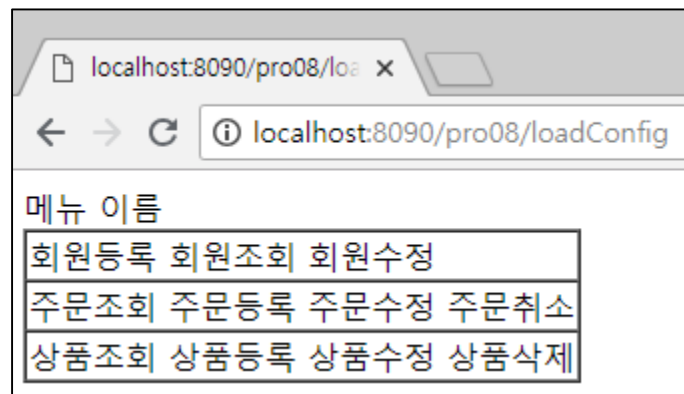 localhost:8090/pro08/loa
localhost:8090/pro08/loadConfig
메뉴 이름
회원등록 회원조회 회원수정
주문조회 주문등록 주문수정 주문취소
상품조회 상품등록 상품수정 상품삭제